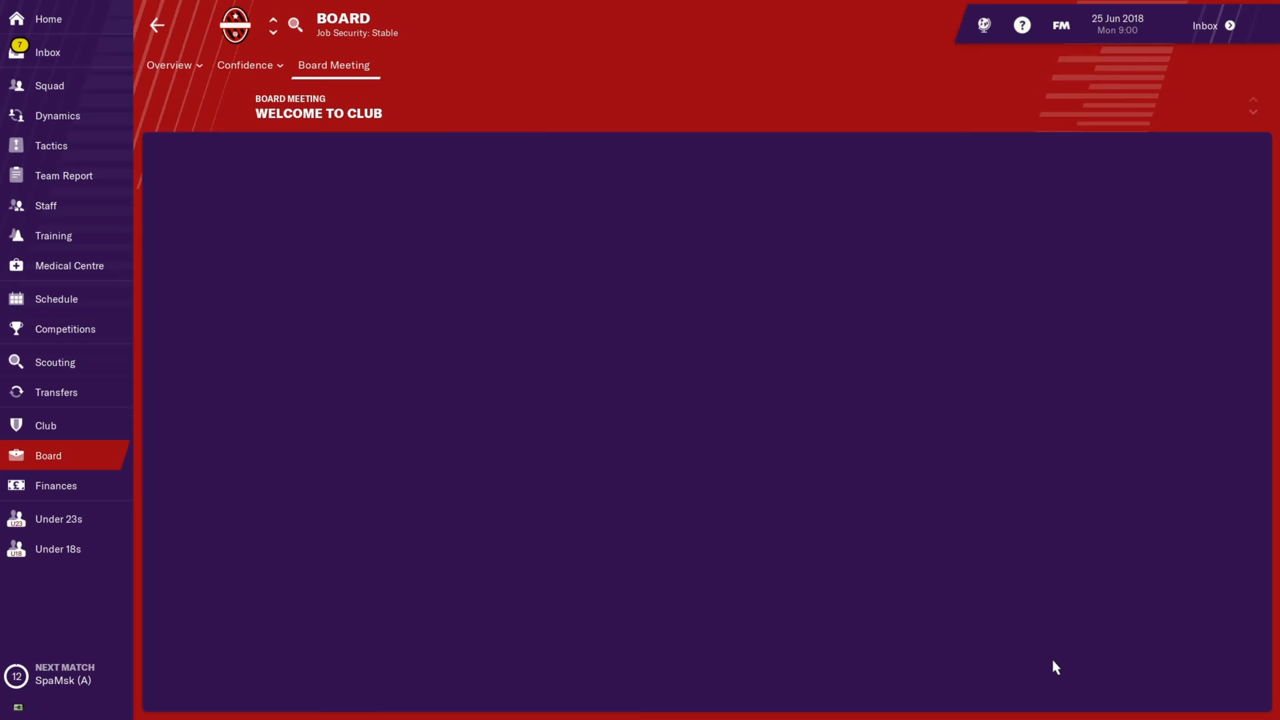 Home
7
Inbox
Squad
Dynamics
Tactics
Team Report
Staff
Training
Medical Centre
Schedule
Competitions
Scouting
Transfers
Club
Board
Finances
U23
Under 23s
U18
Under 18s
NEXT MATCH
12
SpaMsk (A)
BOARD
Job Security: Stable
Overview
Confidence
Board Meeting
BOARD MEETING
WELCOME TO CLUB
?
FM
25 Jun 2018
Mon 9:00
Inbox